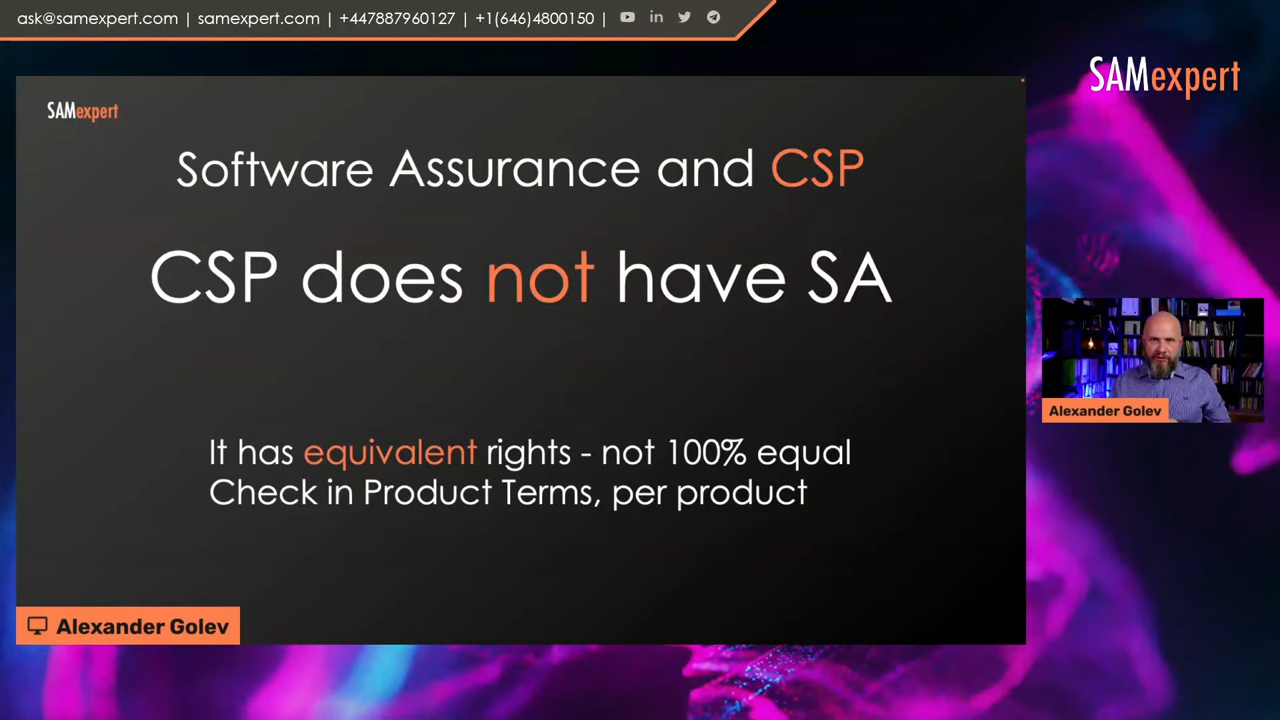 ask@samexpert.com | samexpert.com | +447887960127 | +1(646)4800150 |
SAMexpert
SAMexpert
Software Assurance and CSP
CSP does not have SA
It has equivalent rights - not 100% equal
Check in Product Terms, per product
Alexander Golev
Alexander Golev